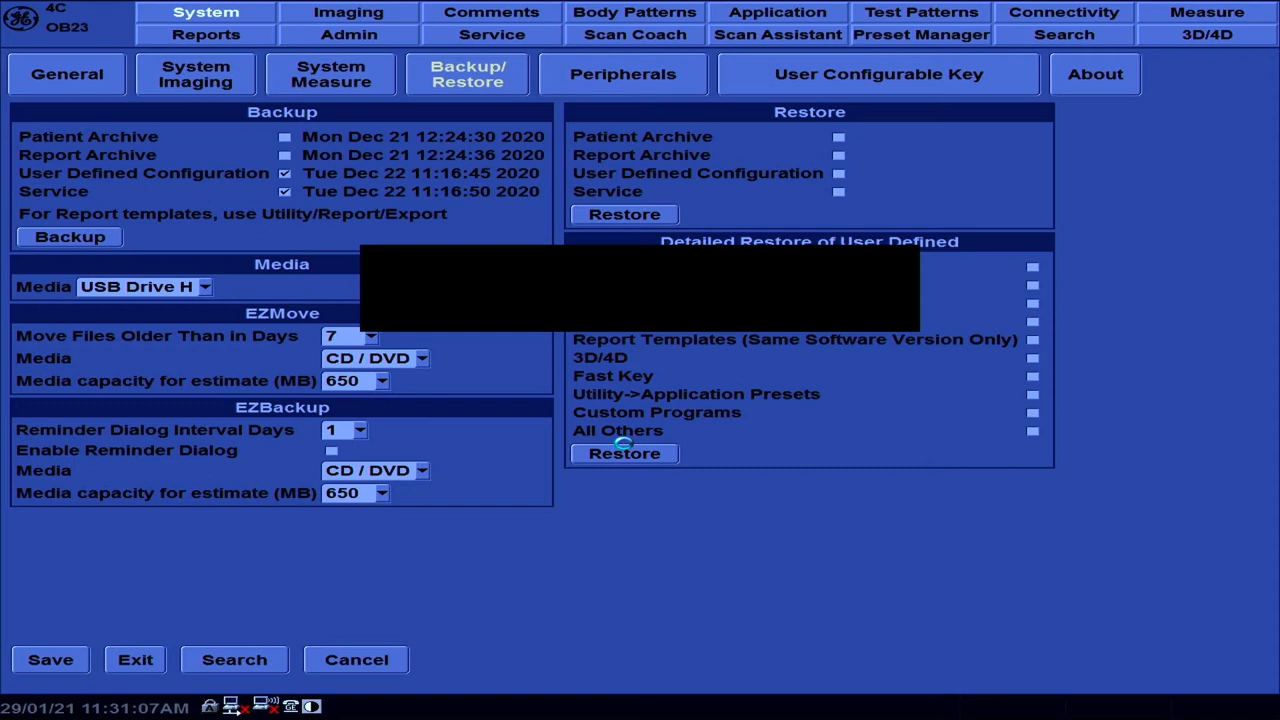 GE
4C
OB23
System Imaging Comments Body Patterns Application Test Patterns Connectivity Measure
Reports Admin Service Scan Coach Scan Assistant Preset Manager Search 3D/4D
General
System Imaging
System Measure
Backup/ Restore
Peripherals
User Configurable Key
About
Backup
Patient Archive Mon Dec 21 12:24:30 2020
Report Archive Mon Dec 21 12:24:36 2020
User Defined Configuration Tue Dec 22 11:16:45 2020
Service Tue Dec 22 11:16:50 2020
For Report templates, use Utility/Report/Export
Backup
Media
Media USB Drive H
EZMove
Move Files Older Than in Days 7
Media CD / DVD
Media capacity for estimate (MB) 650
EZBackup
Reminder Dialog Interval Days 1
Enable Reminder Dialog
Media CD / DVD
Media capacity for estimate (MB) 650
Restore
Patient Archive
Report Archive
User Defined Configuration
Service
Restore
Detailed Restore of User Defined
Report Templates (Same Software Version Only)
3D/4D
Fast Key
Utility->Application Presets
Custom Programs
All Others
Restore
Save Exit Search Cancel
29/01/21 11:31:07AM